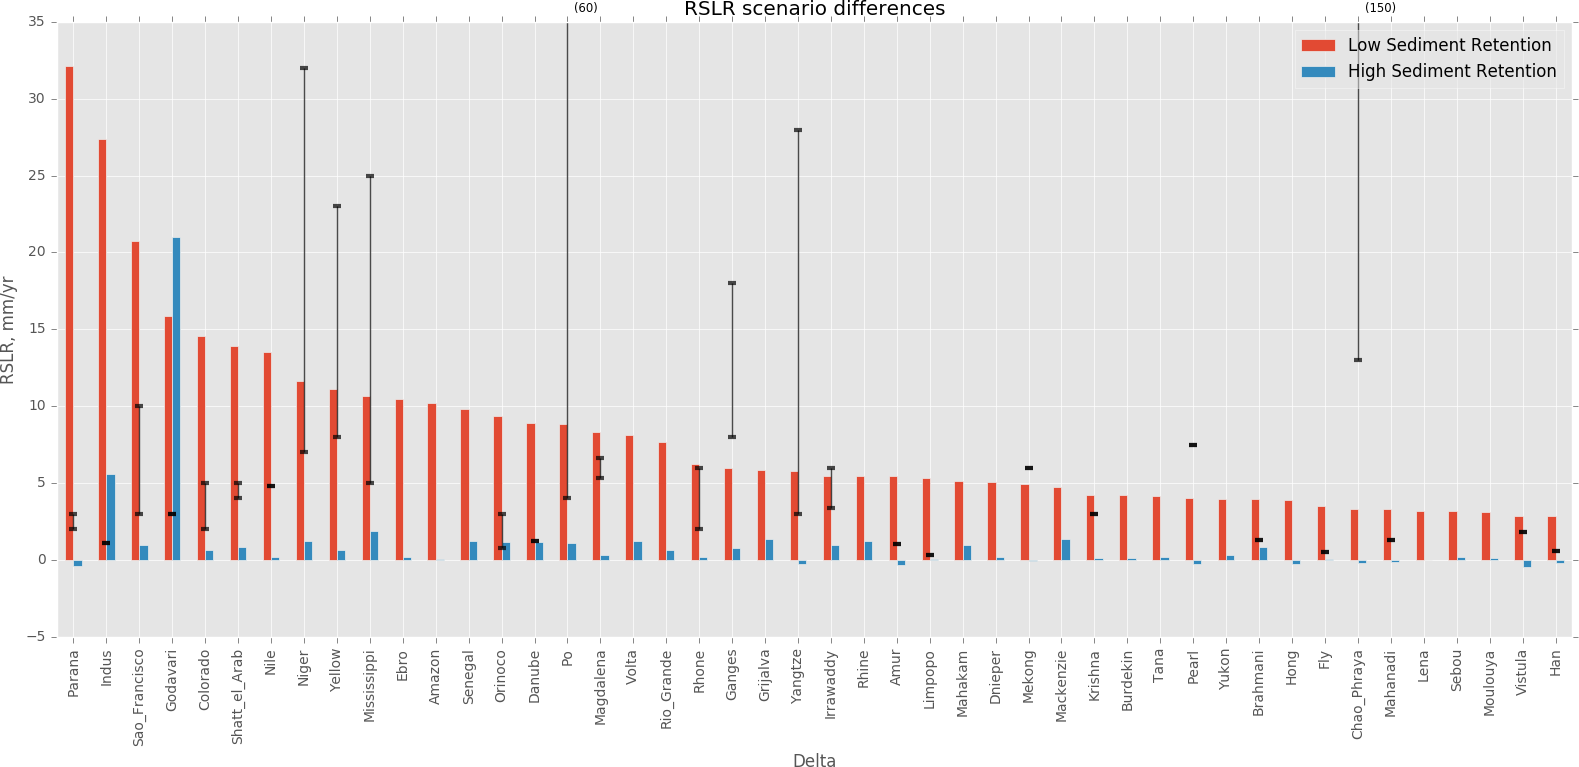 (60)
RSLR scenario differences
(150)
Low Sediment Retention
High Sediment Retention
RSLR, mm/yr
35
30
25
20
15
10
5
0
−5
Parana
Indus
Sao_Francisco
Godavari
Colorado
Shatt_el_Arab
Nile
Niger
Yellow
Mississippi
Ebro
Amazon
Senegal
Orinoco
Danube
Po
Magdalena
Volta
Rio_Grande
Rhone
Ganges
Grijalva
Yangtze
Irrawaddy
Rhine
Amur
Limpopo
Mahakam
Dnieper
Mekong
Mackenzie
Krishna
Burdekin
Tana
Pearl
Yukon
Brahmani
Hong
Fly
Chao_Phraya
Mahanadi
Lena
Sebou
Moulouya
Vistula
Han
Delta